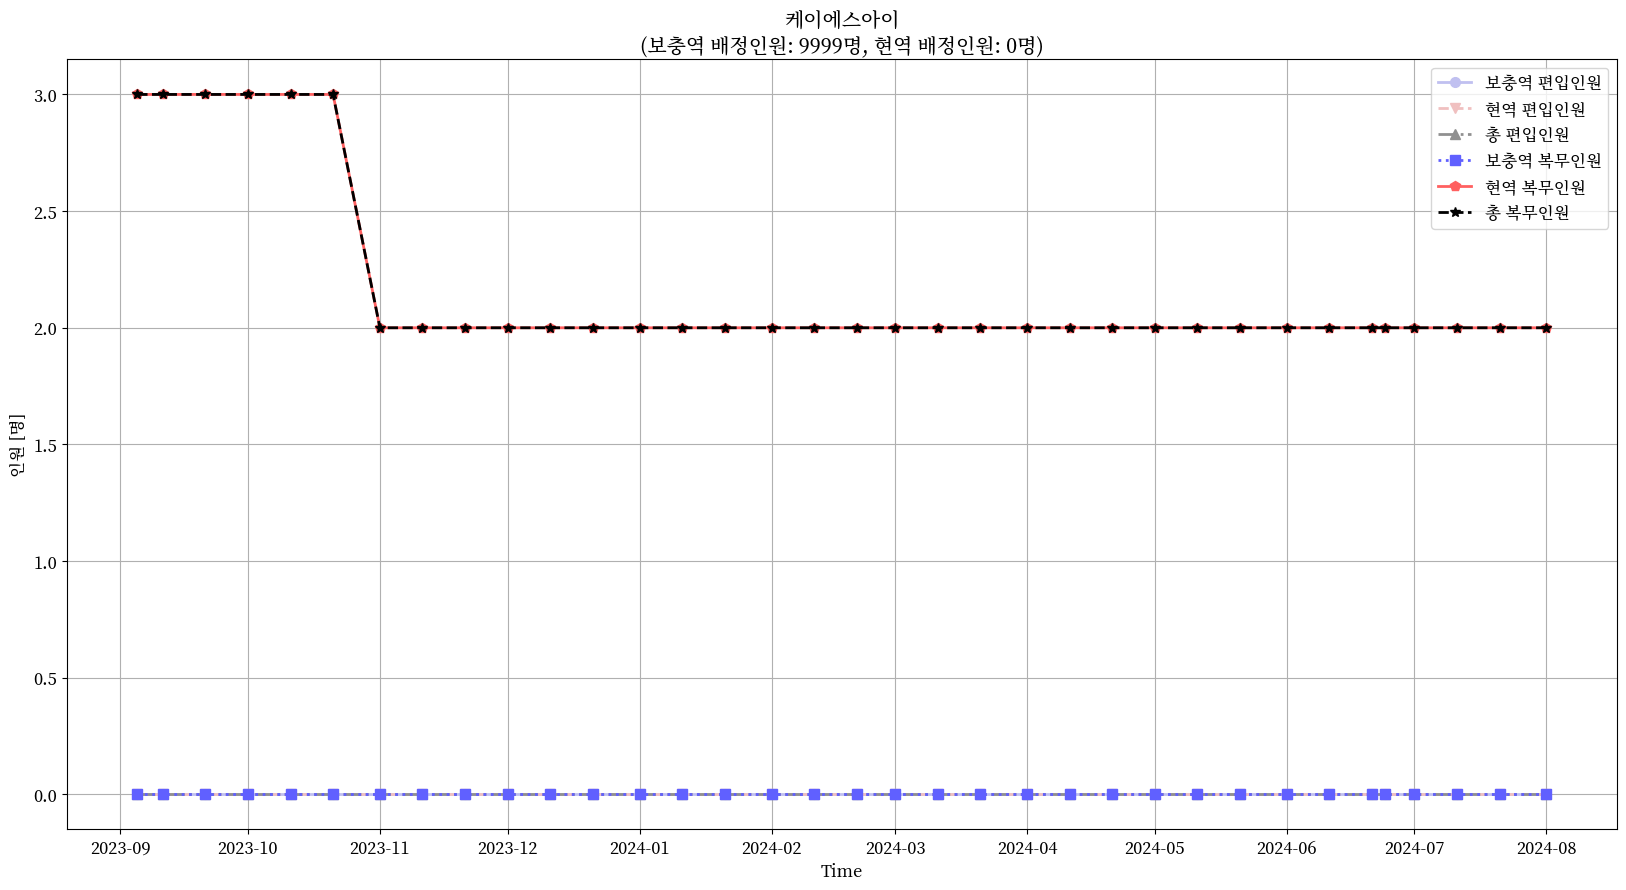 케이에스아이
(보충역 배정인원: 9999명, 현역 배정인원: 0명)
보충역 편입인원
현역 편입인원
총 편입인원
보충역 복무인원
현역 복무인원
총 복무인원
인원 [명]
3.0
2.5
2.0
1.5
1.0
0.5
0.0
2023-09 2023-10 2023-11 2023-12 2024-01 2024-02 2024-03 2024-04 2024-05 2024-06 2024-07 2024-08
Time